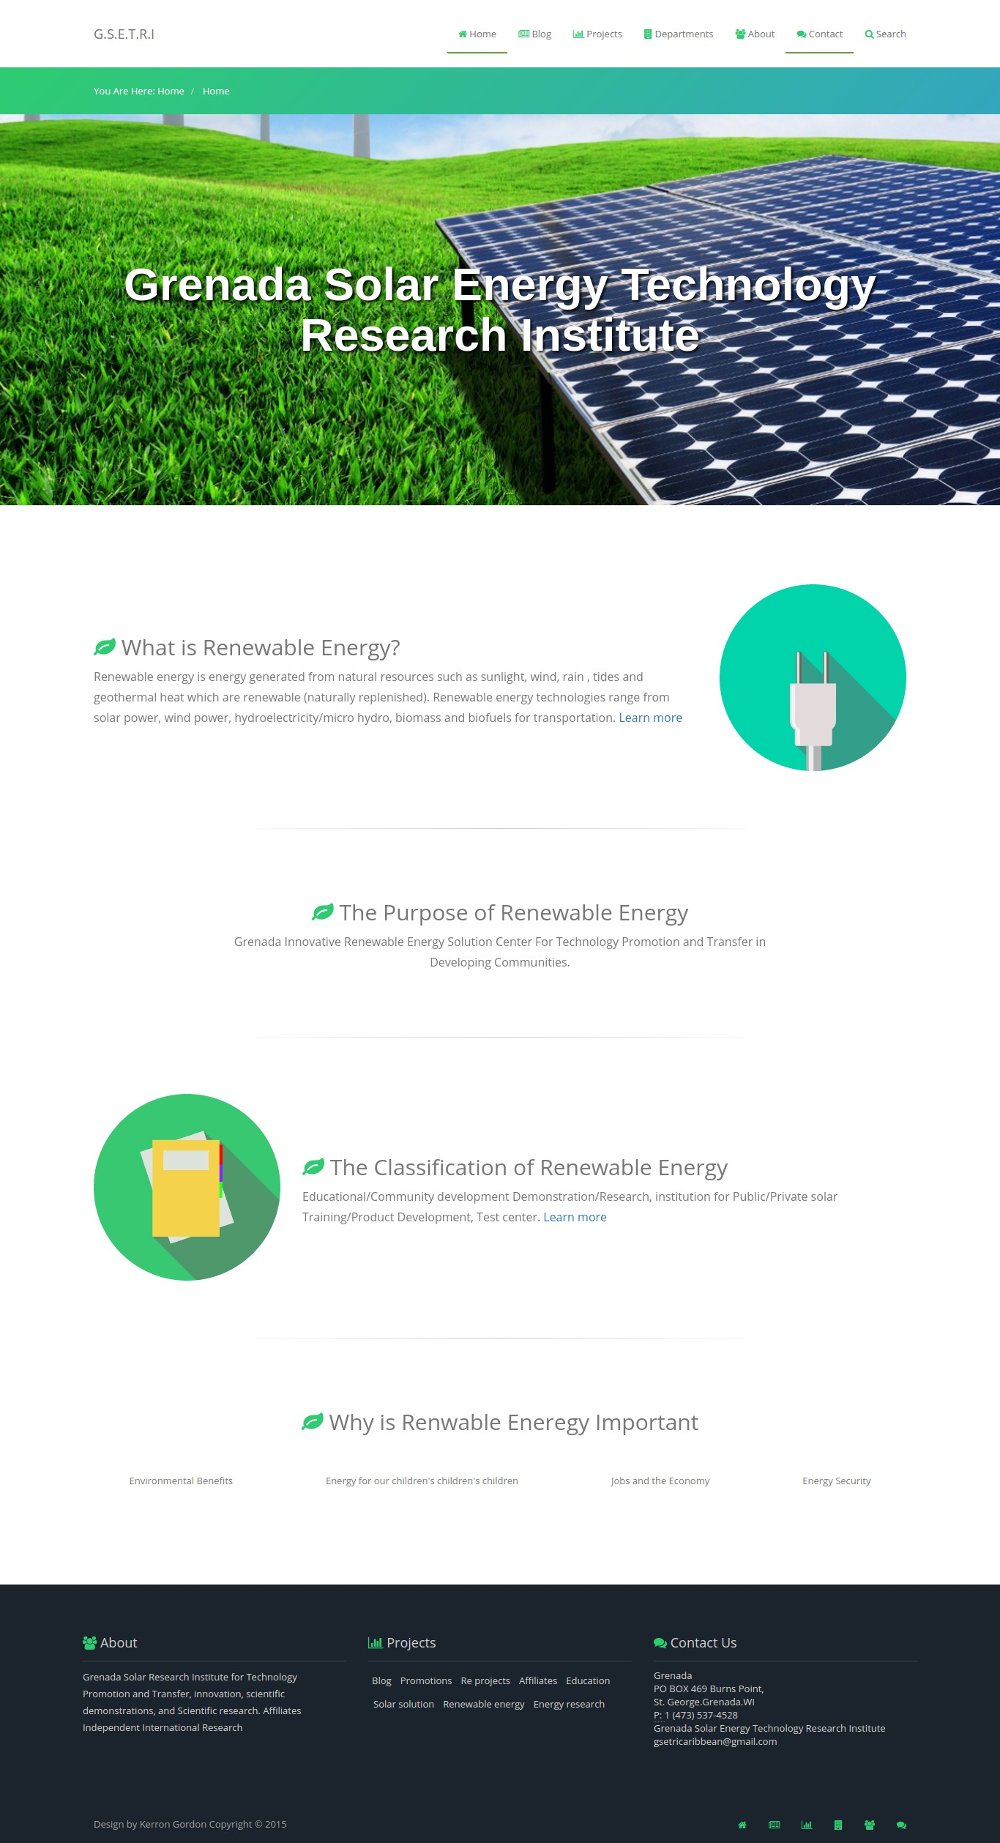 G.S.E.T.R.I
Home Blog Projects Departments About Contact Search
You Are Here: Home / Home
Grenada Solar Energy Technology
Research Institute
What is Renewable Energy?
Renewable energy is energy generated from natural resources such as sunlight, wind, rain , tides and
geothermal heat which are renewable (naturally replenished). Renewable energy technologies range from
solar power, wind power, hydroelectricity/micro hydro, biomass and biofuels for transportation. Learn more
The Purpose of Renewable Energy
Grenada Innovative Renewable Energy Solution Center For Technology Promotion and Transfer in
Developing Communities.
The Classification of Renewable Energy
Educational/Community development Demonstration/Research, institution for Public/Private solar
Training/Product Development, Test center. Learn more
Why is Renwable Eneregy Important
Environmental Benefits
Energy for our children's children's children
Jobs and the Economy
Energy Security
About
Grenada Solar Research Institute for Technology
Promotion and Transfer, innovation, scientific
demonstrations, and Scientific research. Affiliates
Independent International Research
Projects
Blog Promotions Re projects Affiliates Education
Solar solution Renewable energy Energy research
Contact Us
Grenada
PO BOX 469 Burns Point,
St. George.Grenada.WI
P: 1 (473) 537-4528
Grenada Solar Energy Technology Research Institute
gsetricaribbean@gmail.com
Design by Kerron Gordon Copyright © 2015